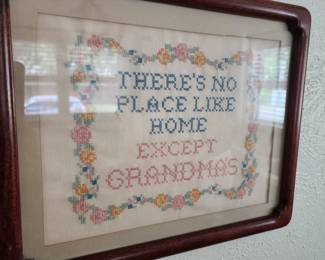 THERE'S NO
PLACE LIKE
HOME
EXCEPT
GRANDMA'S